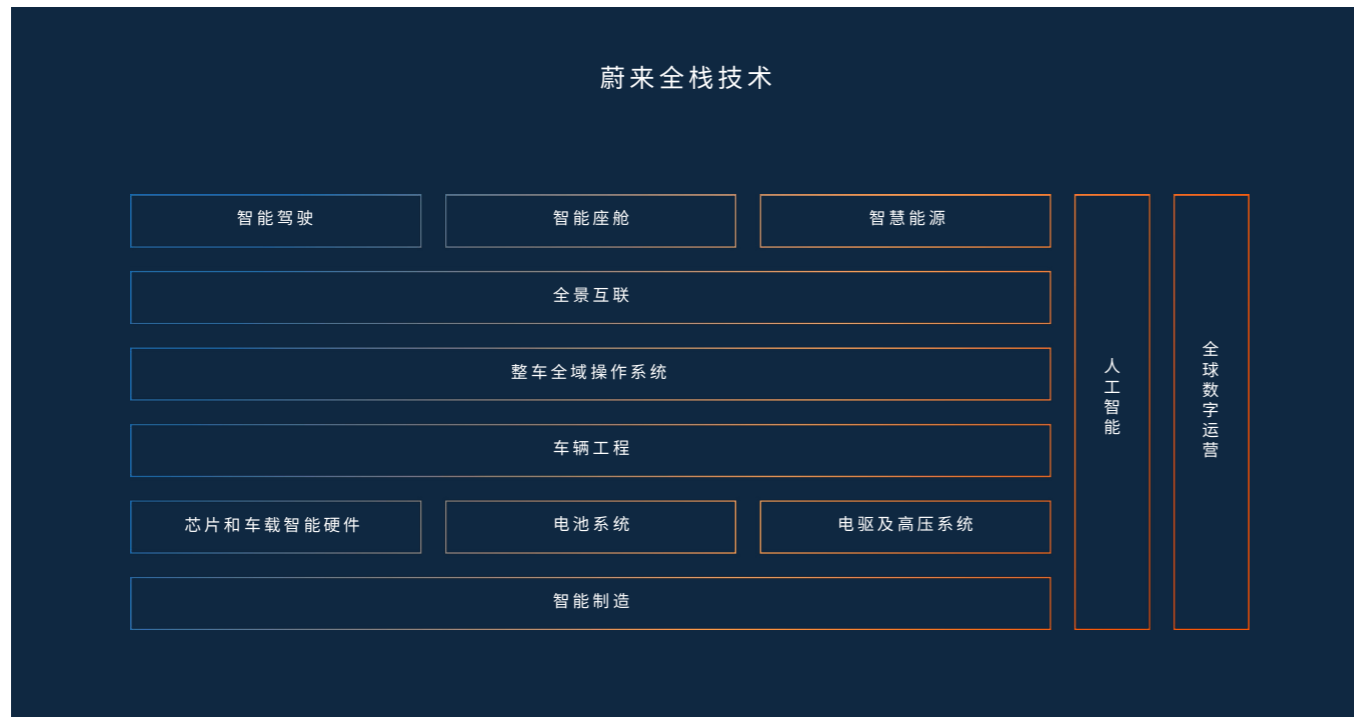 蔚来全栈技术
智能驾驶
智能座舱
智慧能源
全景互联
整车全域操作系统
车辆工程
芯片和车载智能硬件
电池系统
电驱及高压系统
智能制造
人工智能
全球数字运营